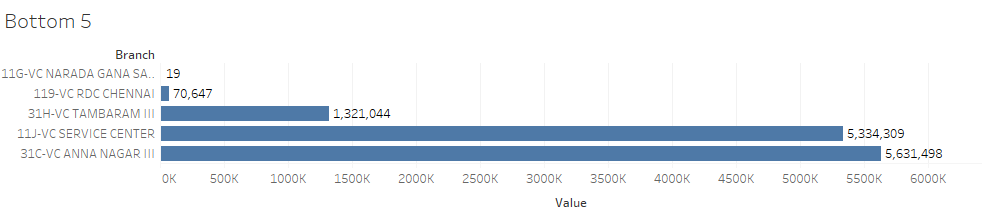 Bottom 5
Branch
11G-VC NARADA GANA SA..
19
119-VC RDC CHENNAI
70,647
31H-VC TAMBARAM III
1,321,044
11J-VC SERVICE CENTER
5,334,309
31C-VC ANNA NAGAR III
5,631,498
0K 500K 1000K 1500K 2000K 2500K 3000K 3500K 4000K 4500K 5000K 5500K 6000K
Value